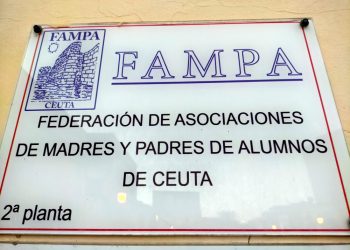 FAMPA
CEUTA
FAMPA
FEDERACIÓN DE ASOCIACIONES
DE MADRES Y PADRES DE ALUMNOS
DE CEUTA
2ª planta